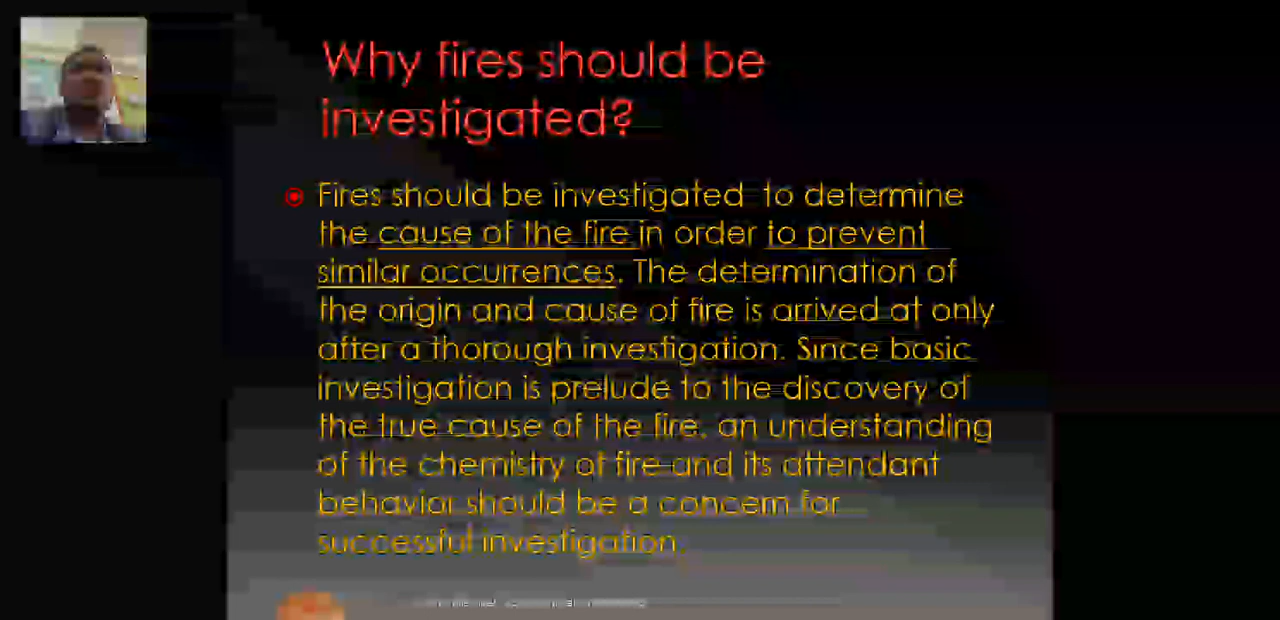 Why fires should be
investigated?
Fires should be investigated to determine
the cause of the fire in order to prevent
similar occurrences. The determination of
the origin and cause of fire is arrived at only
after a thorough investigation. Since basic
investigation is prelude to the discovery of
the true cause of the fire, an understanding
of the chemistry of fire and its attendant
behavior should be a concern for
successful investigation.